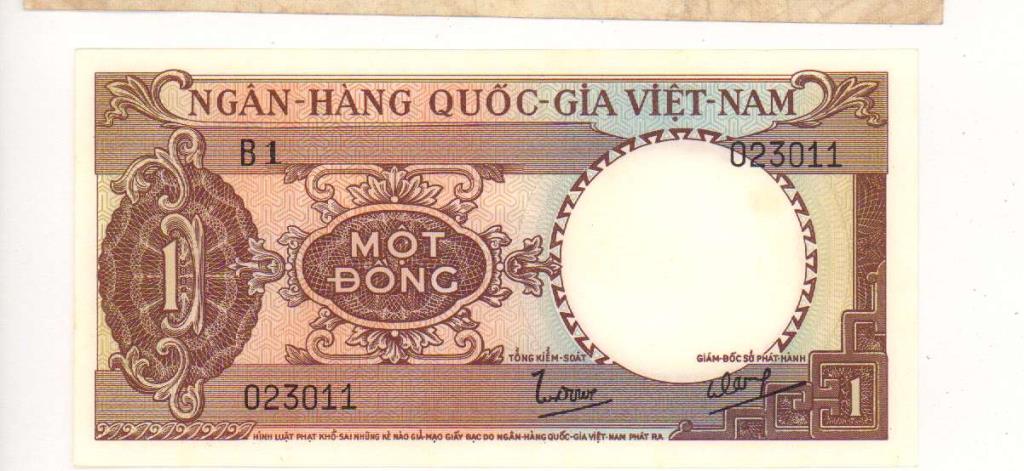 NGÂN-HÀNG QUỐC-GIA VIỆT-NAM
B1 023011
1
MỘT
ĐỒNG
TỔNG KIỂM-SOÁT GIÁM-ĐỐC SỞ PHÁT-HÀNH
023011
1
HÌNH LUẬT PHẠT KHỔ-SAI NHỮNG KẺ NÀO GIẢ-MẠO GIẤY BẠC DO NGÂN-HÀNG QUỐC-GIA VIỆT-NAM PHÁT RA